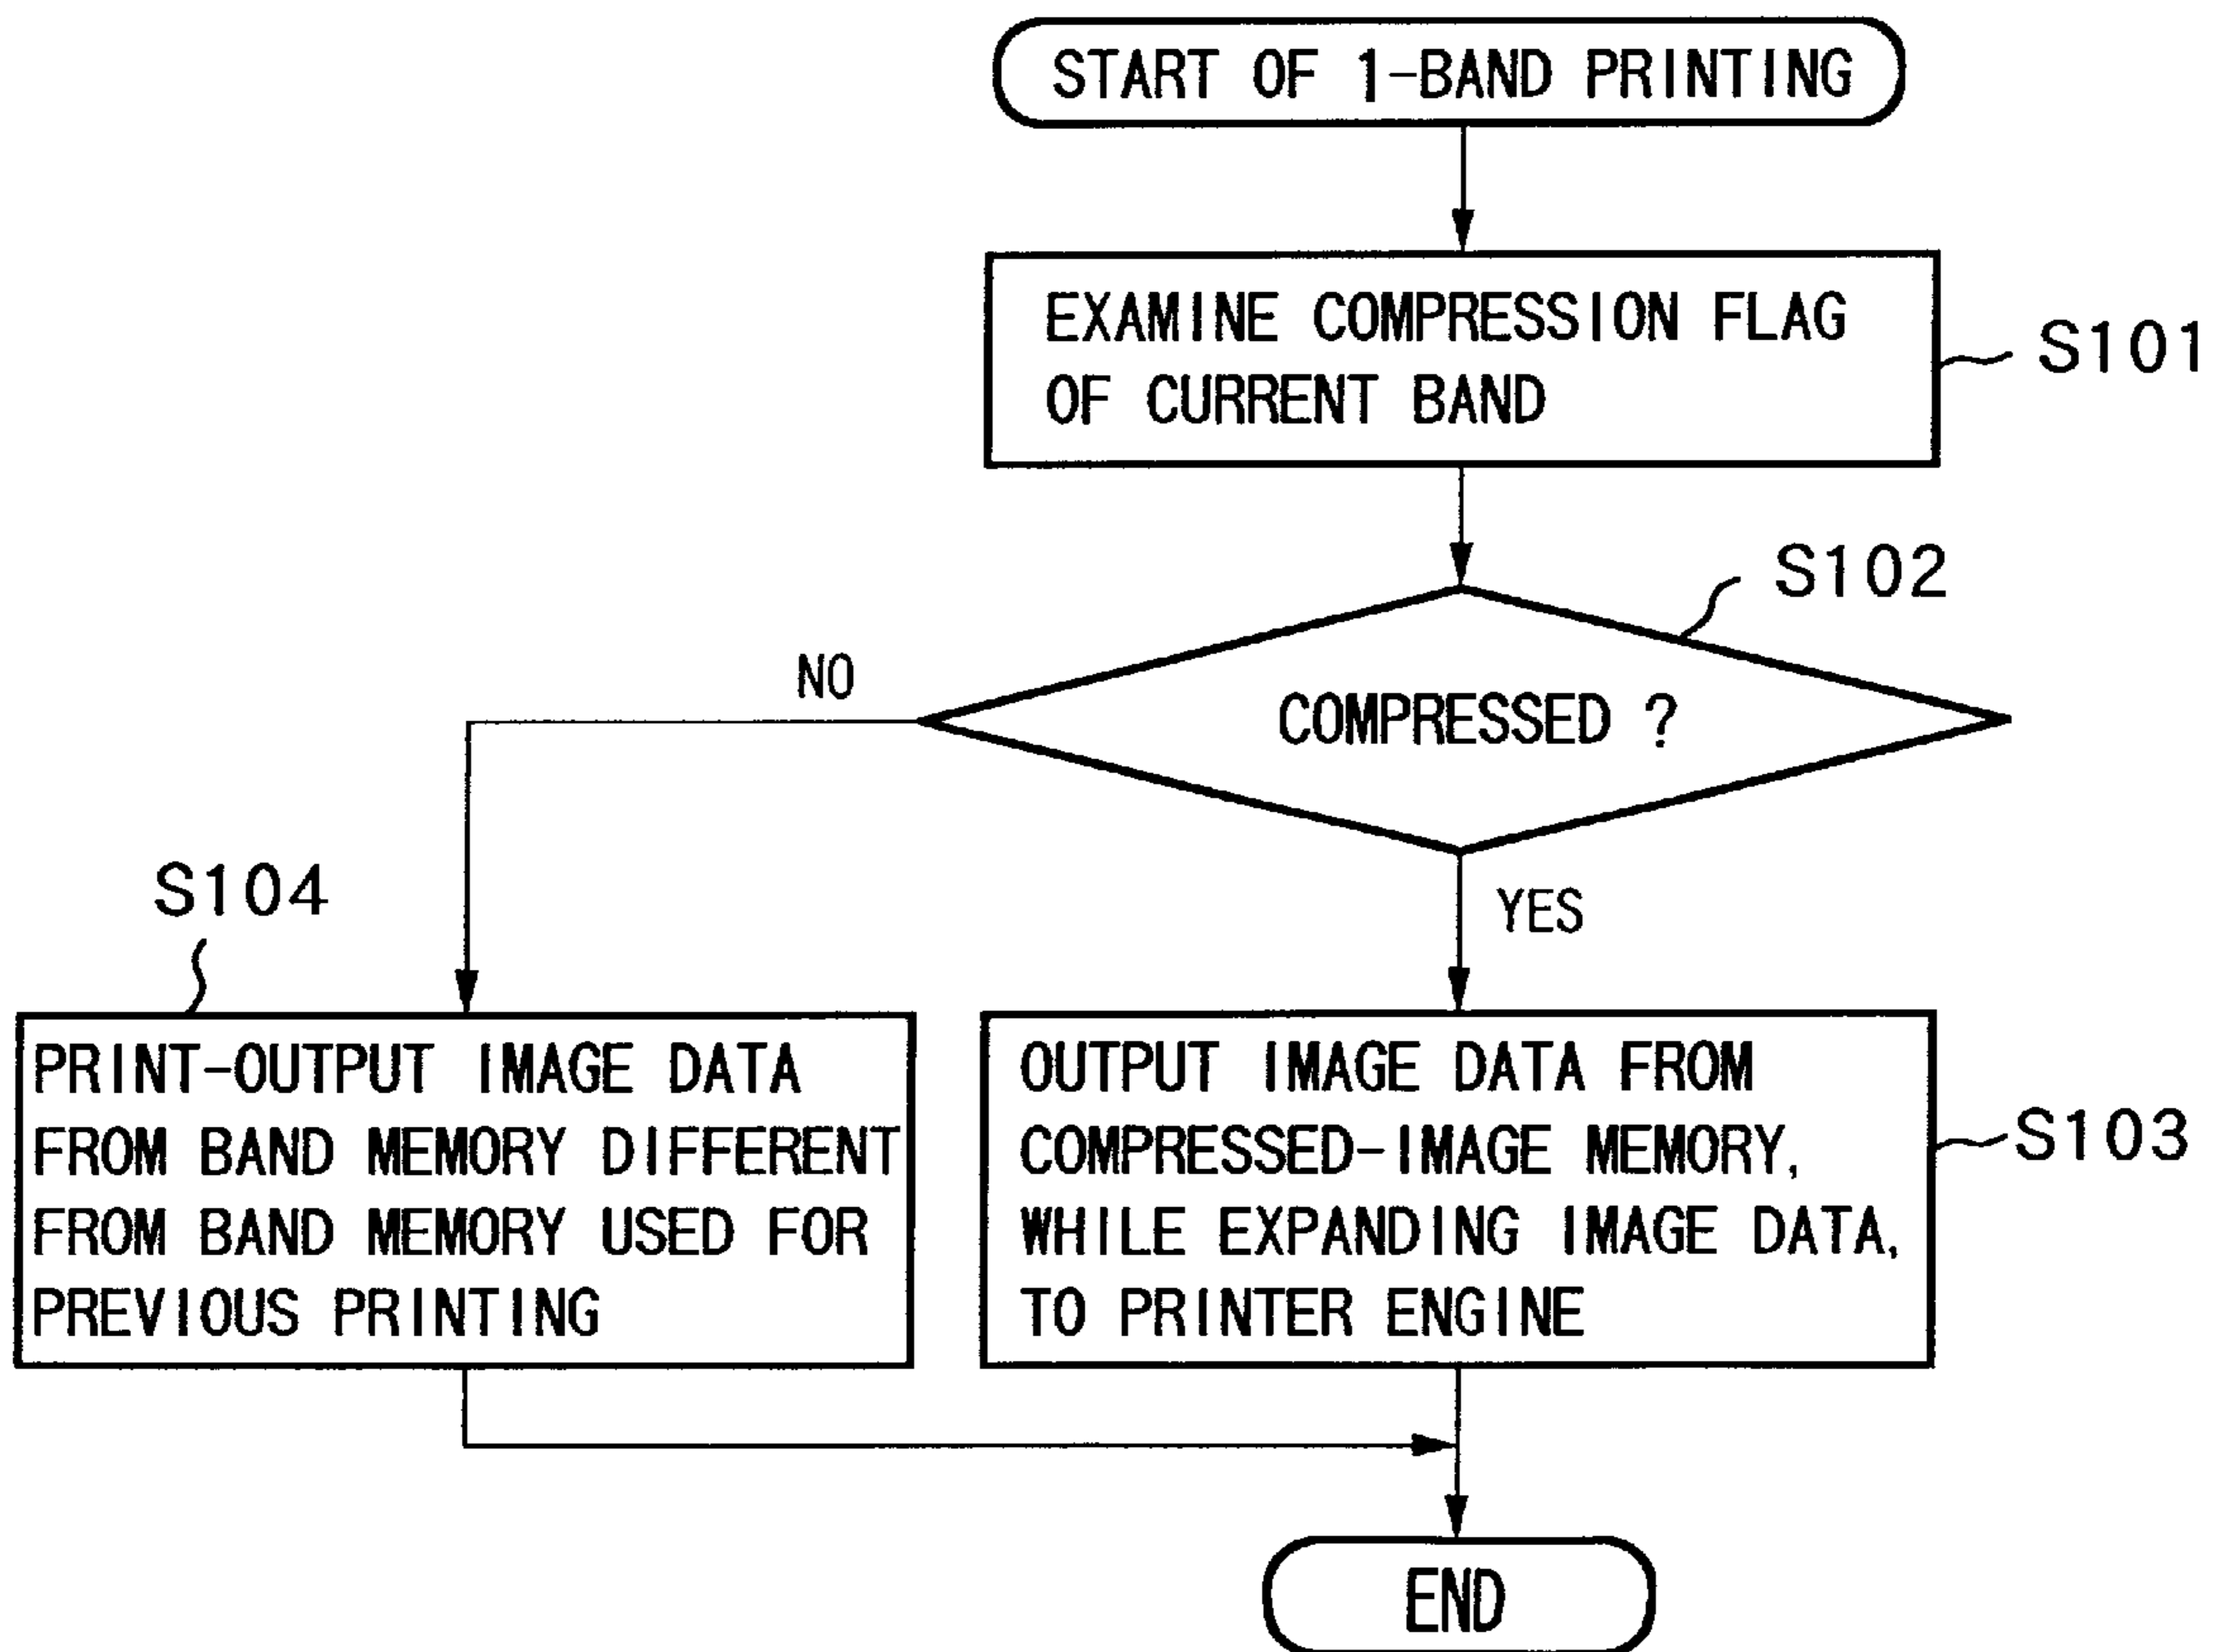 START OF 1-BAND PRINTING
EXAMINE COMPRESSION FLAG
OF CURRENT BAND
S101
S102
COMPRESSED ?
NO
YES
S104
PRINT-OUTPUT IMAGE DATA
FROM BAND MEMORY DIFFERENT
FROM BAND MEMORY USED FOR
PREVIOUS PRINTING
OUTPUT IMAGE DATA FROM
COMPRESSED-IMAGE MEMORY,
WHILE EXPANDING IMAGE DATA,
TO PRINTER ENGINE
S103
END